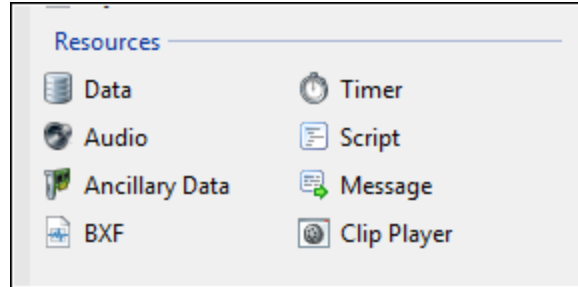 Resources
Data
Timer
Audio
Script
Ancillary Data
Message
BXF
Clip Player